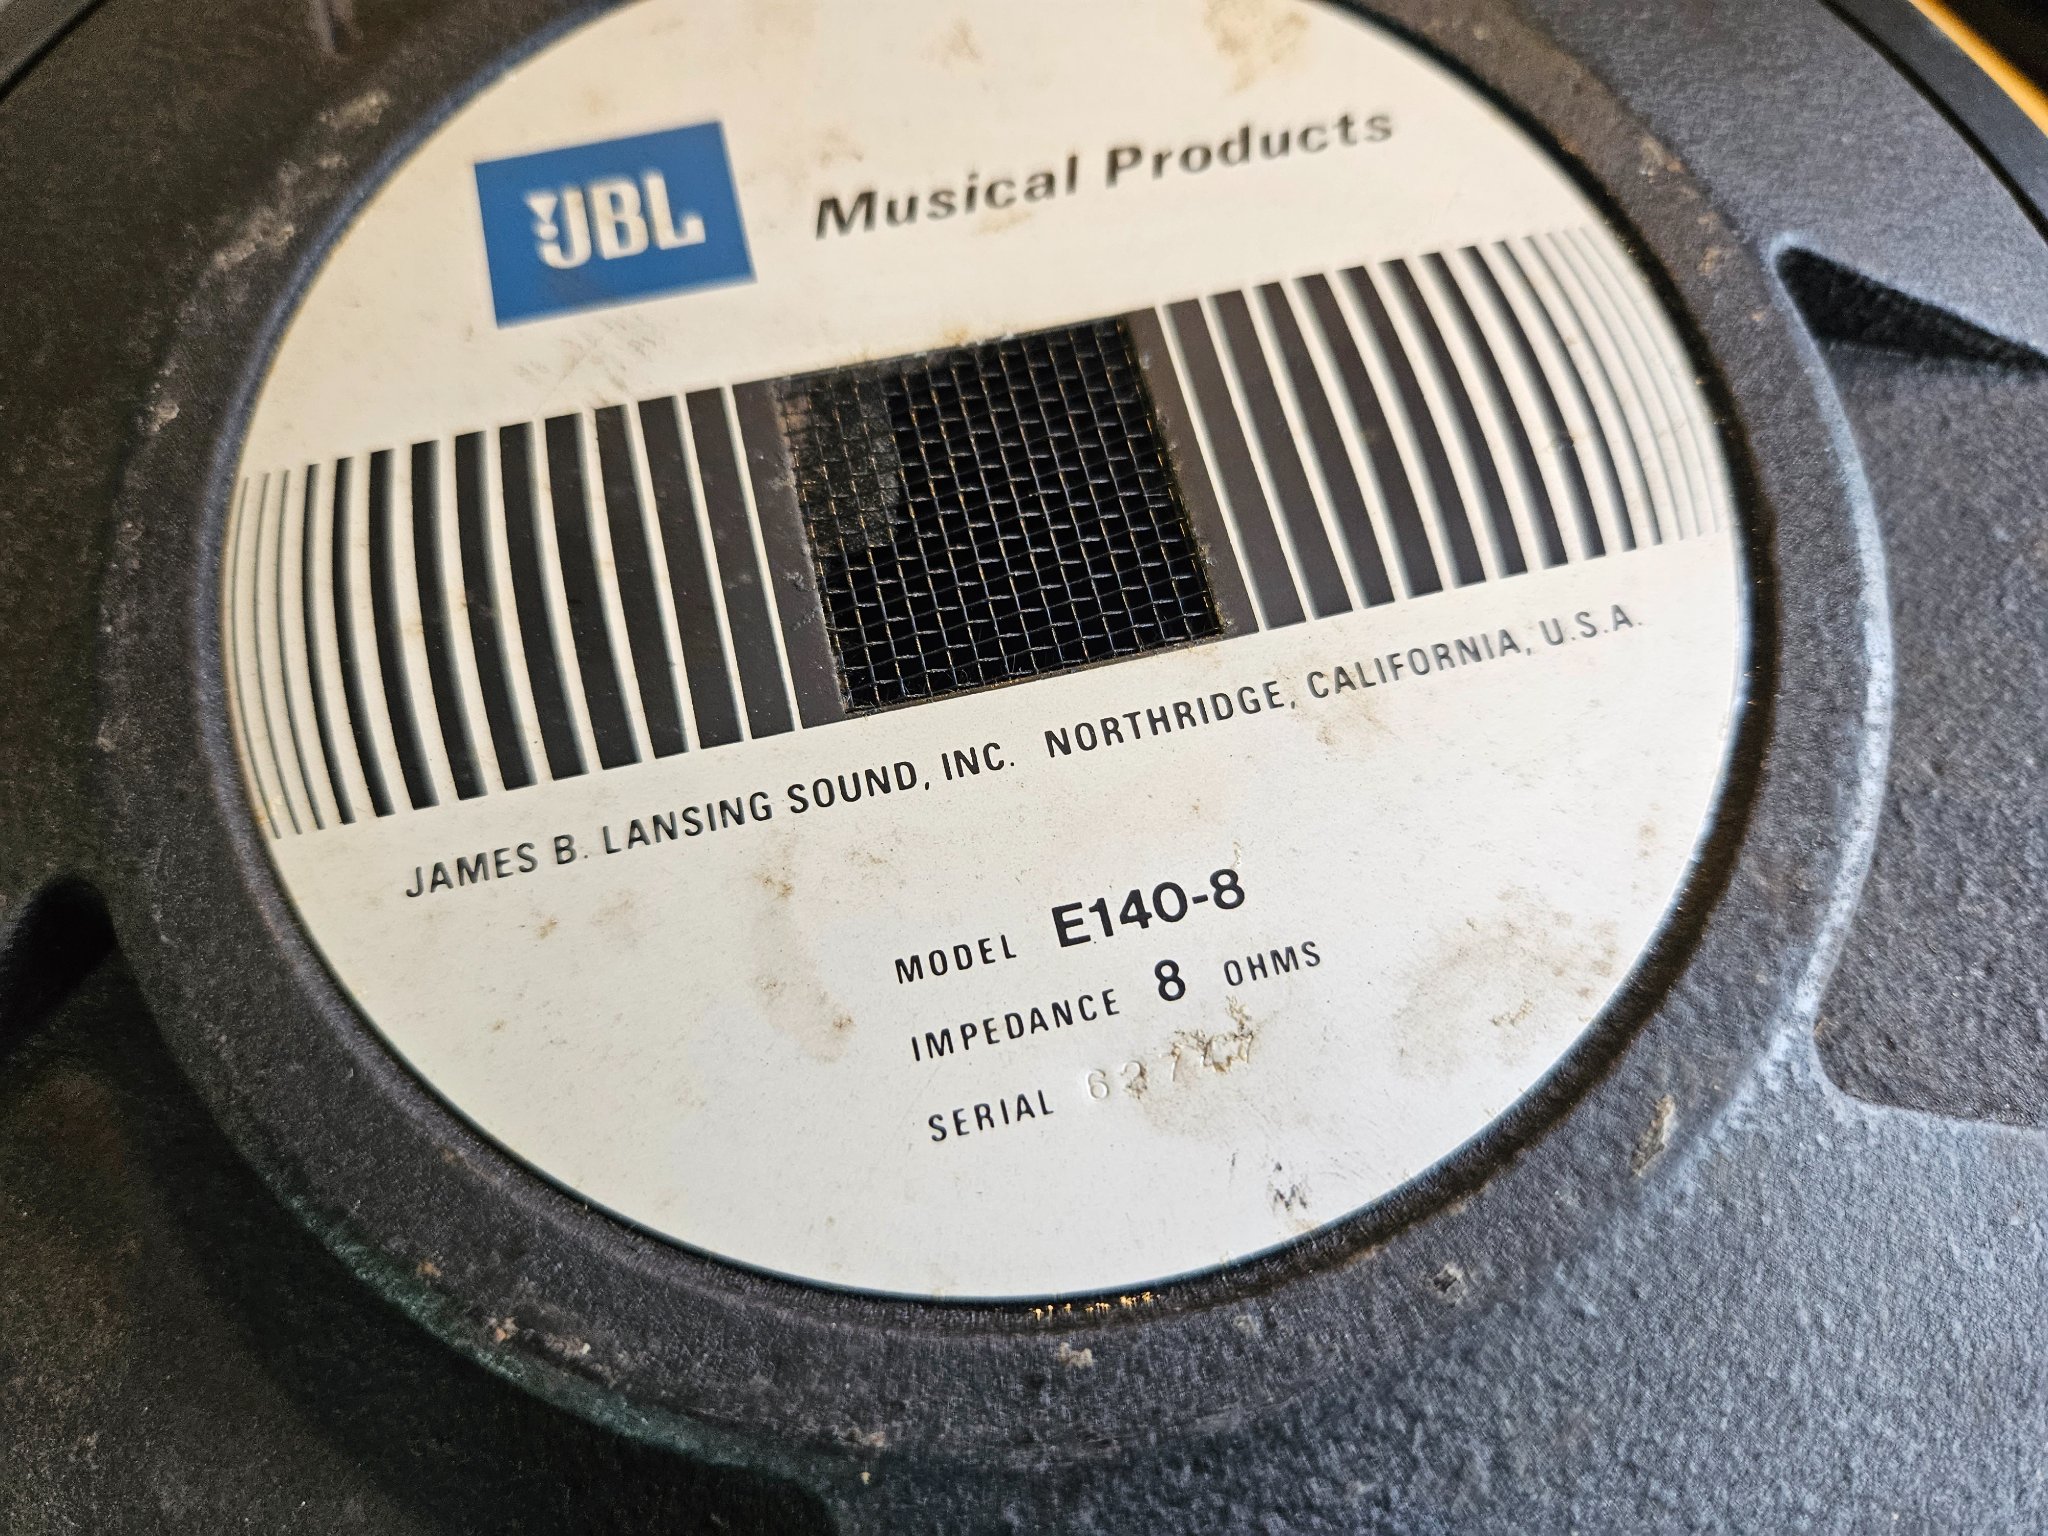 JBL Musical Products
JAMES B. LANSING SOUND, INC. NORTHRIDGE, CALIFORNIA, U.S.A.
MODEL E140-8
IMPEDANCE 8 OHMS
SERIAL